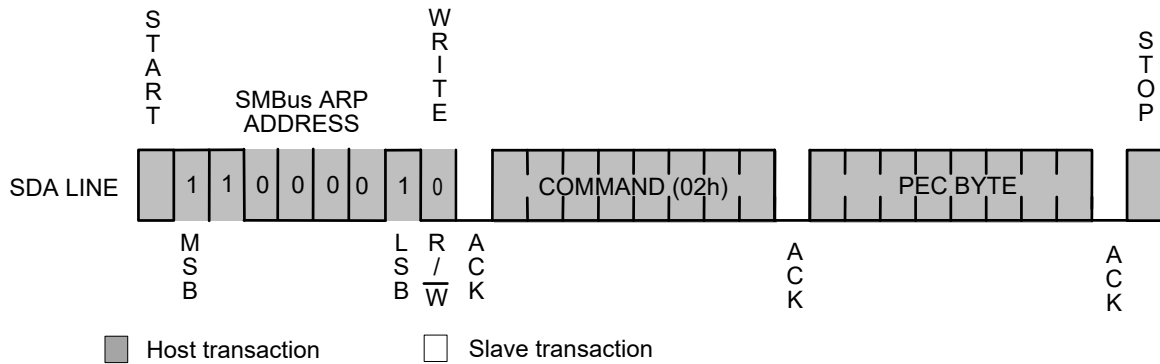 START
WRITE
STOP
SMBus ARP
ADDRESS
SDA LINE
1 1 0 0 0 0 1 0
COMMAND (02h)
PEC BYTE
MSB
LSB
R/W
ACK
ACK
ACK
Host transaction
Slave transaction